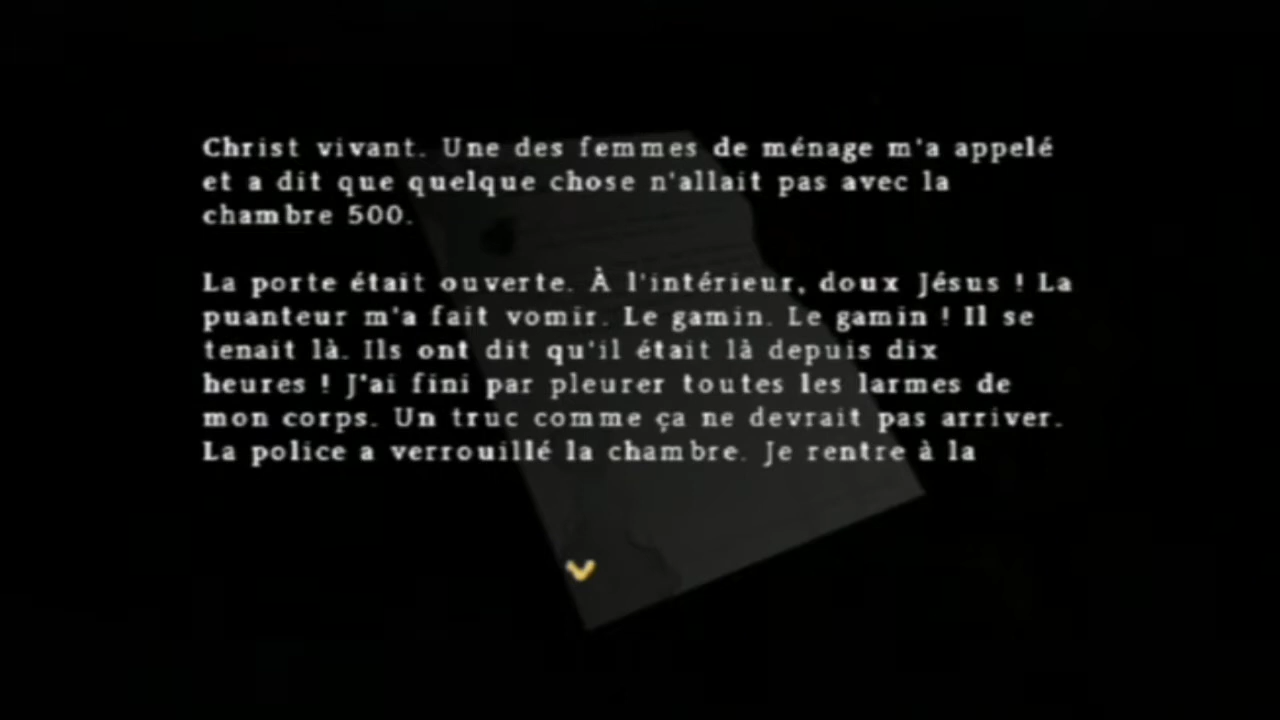 Christ vivant. Une des femmes de ménage m'a appelé
et a dit que quelque chose n'allait pas avec la
chambre 500.
La porte était ouverte. À l'intérieur, doux Jésus ! La
puanteur m'a fait vomir. Le gamin. Le gamin ! Il se
tenait là. Ils ont dit qu'il était là depuis dix
heures ! J'ai fini par pleurer toutes les larmes de
mon corps. Un truc comme ça ne devrait pas arriver.
La police a verrouillé la chambre. Je rentre à la